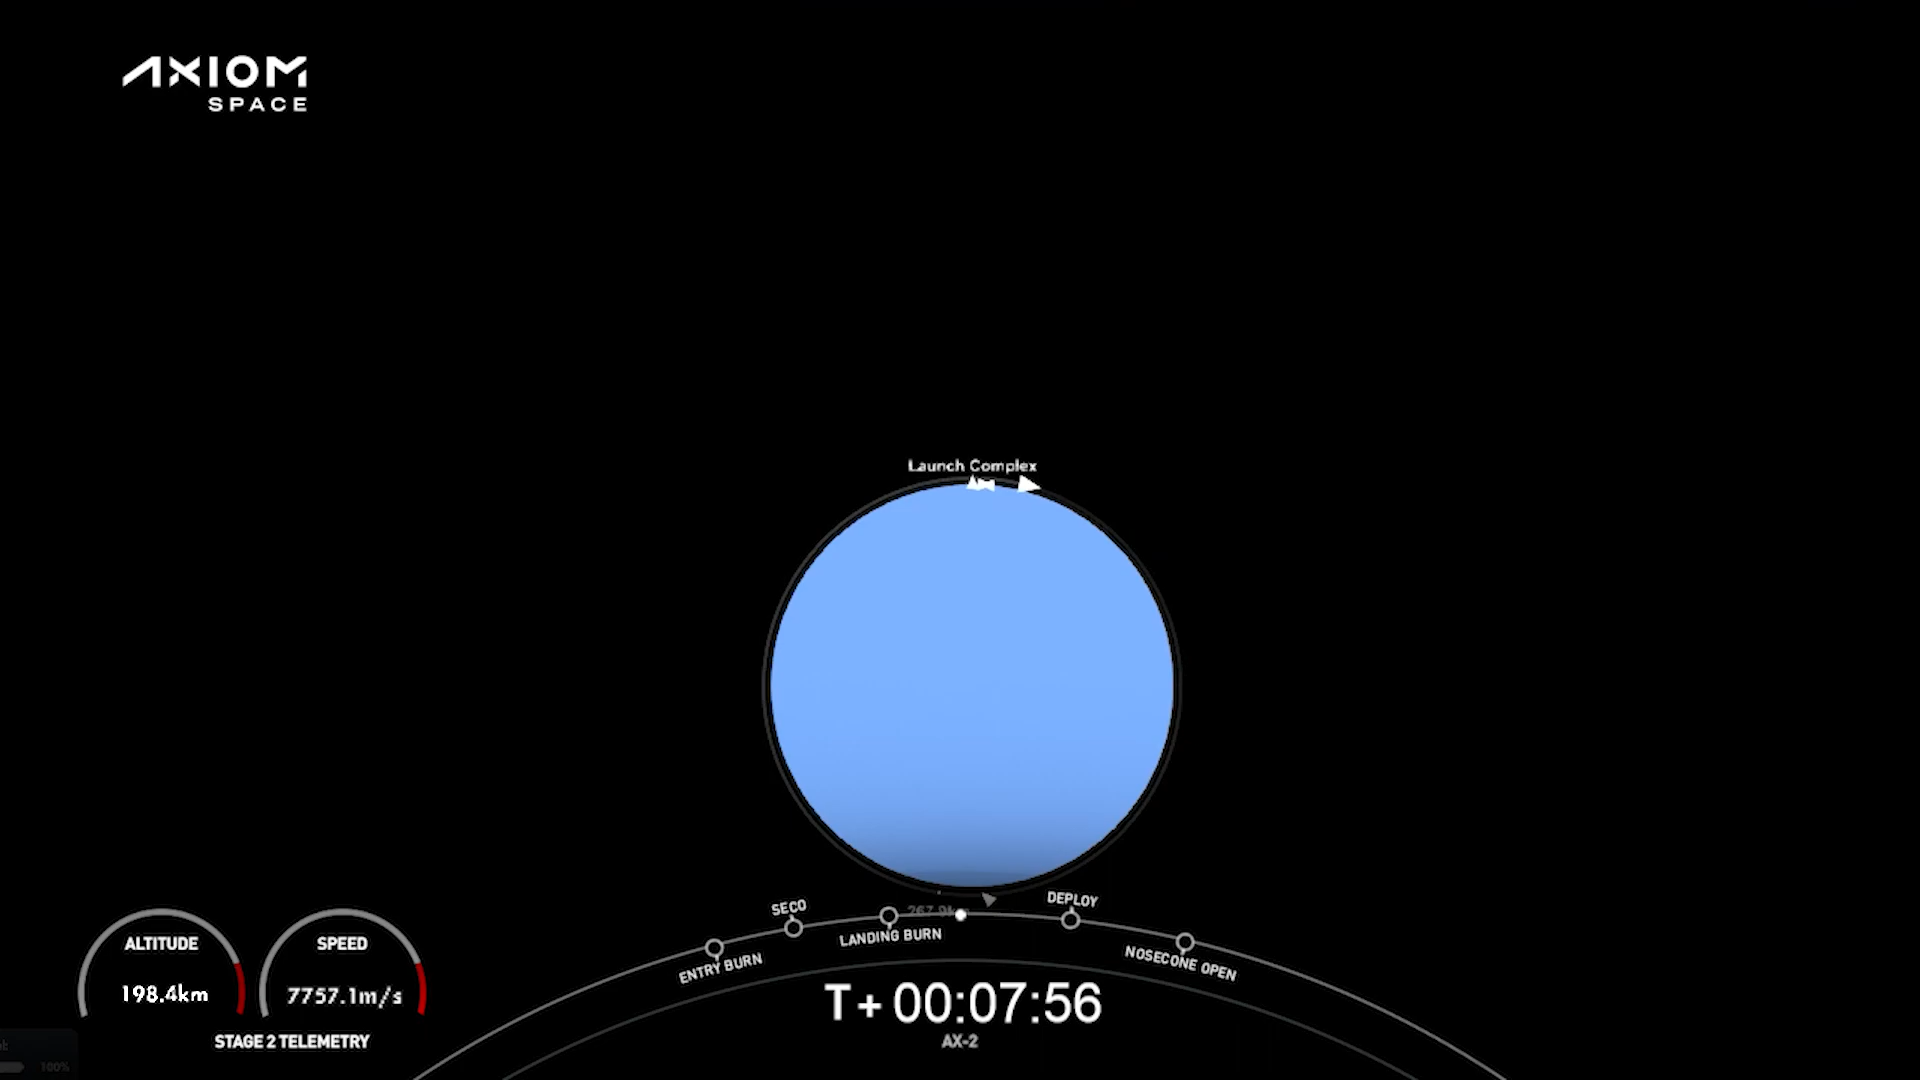 AXIOM
SPACE
Launch Complex
SECO
DEPLOY
LANDING BURN
ENTRY BURN
NOSECONE OPEN
ALTITUDE
198.4km
SPEED
7757.1m/s
STAGE 2 TELEMETRY
T+ 00:07:56
AX-2
100%